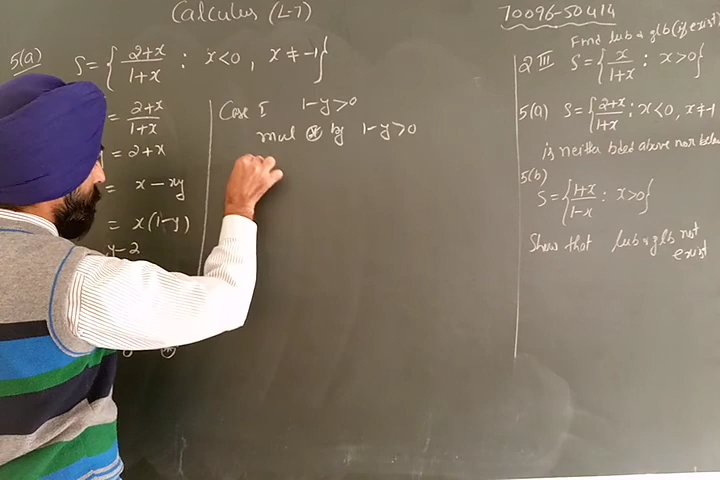 Calculus (L-7)
70096-50414
5(a) S = { 2+x / 1+x : x<0, x≠-1 }
= 2+x / 1+x
= 2+x
= x-xy
= x(1-y)
y-2
Case I 1-y>0
mul ⊛ by 1-y>0
Find lub & glb (if exist)
2 III S = { x / 1+x : x>0 }
5(a) S = { 2+x / 1+x : x<0, x≠-1
is neither bded above nor below
5(b)
S = { 1+x / 1-x : x>0 }
Show that lub & glb not
exist